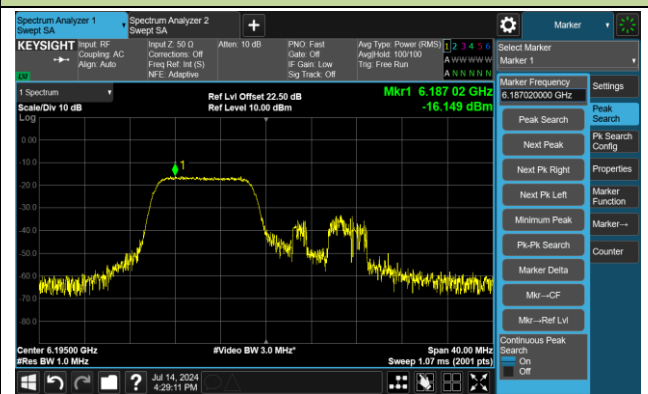 Spectrum Analyzer 1
Swept SA
Spectrum Analyzer 2
Swept SA
+
Marker
KEYSIGHT
Input: RF
Coupling: AC
Align: Auto
Input Z: 50 Ω
Corrections: Off
Freq Ref: Int (S)
NFE: Adaptive
Atten: 10 dB
PNO: Fast
Gate: Off
IF Gain: Low
Sig Track: Off
Avg Type: Power (RMS)
Avg|Hold: 100/100
Trig: Free Run
1 2 3 4 5 6
A W W W W W
A N N N N N
LXI
Select Marker
Marker 1
1 Spectrum
Scale/Div 10 dB
Log
Ref Lvl Offset 22.50 dB
Ref Level 10.00 dBm
Mkr1 6.187 02 GHz
-16.149 dBm
0.00
-10.0
-20.0
-30.0
-40.0
-50.0
-60.0
-70.0
-80.0
1
Center 6.19500 GHz
#Res BW 1.0 MHz
#Video BW 3.0 MHz*
Span 40.00 MHz
Sweep 1.07 ms (2001 pts)
Marker Frequency
6.187020000 GHz
Peak Search
Next Peak
Next Pk Right
Next Pk Left
Minimum Peak
Pk-Pk Search
Marker Delta
Mkr→CF
Mkr→Ref Lvl
Continuous Peak
Search
On
Off
Settings
Peak
Search
Pk Search
Config
Properties
Marker
Function
Marker→
Counter
?
Jul 14, 2024
4:29:11 PM